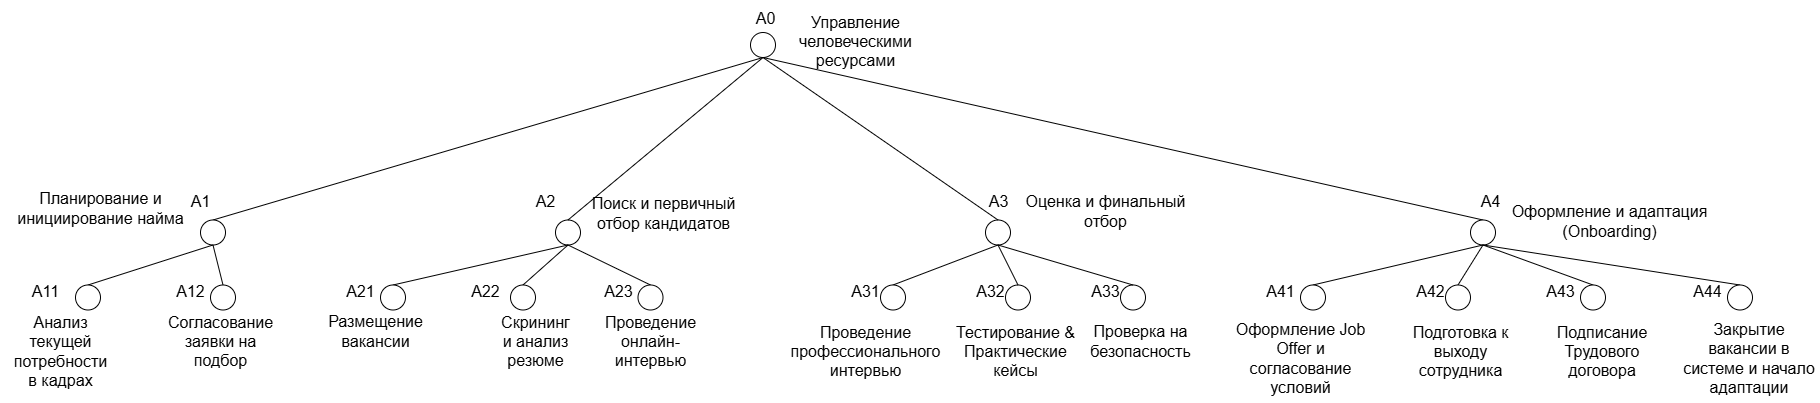 A0
Управление
человеческими
ресурсами
Планирование и
инициирование найма
A1
A2
Поиск и первичный
отбор кандидатов
A3
Оценка и финальный
отбор
A4
Оформление и адаптация
(Onboarding)
A11
Анализ
текущей
потребности
в кадрах
A12
Согласование
заявки на
подбор
A21
Размещение
вакансии
A22
Скрининг
и анализ
резюме
A23
Проведение
онлайн-
интервью
A31
Проведение
профессионального
интервью
A32
Тестирование &
Практические
кейсы
A33
Проверка на
безопасность
A41
Оформление Job
Offer и
согласование
условий
A42
Подготовка к
выходу
сотрудника
A43
Подписание
Трудового
договора
A44
Закрытие
вакансии в
системе и начало
адаптации